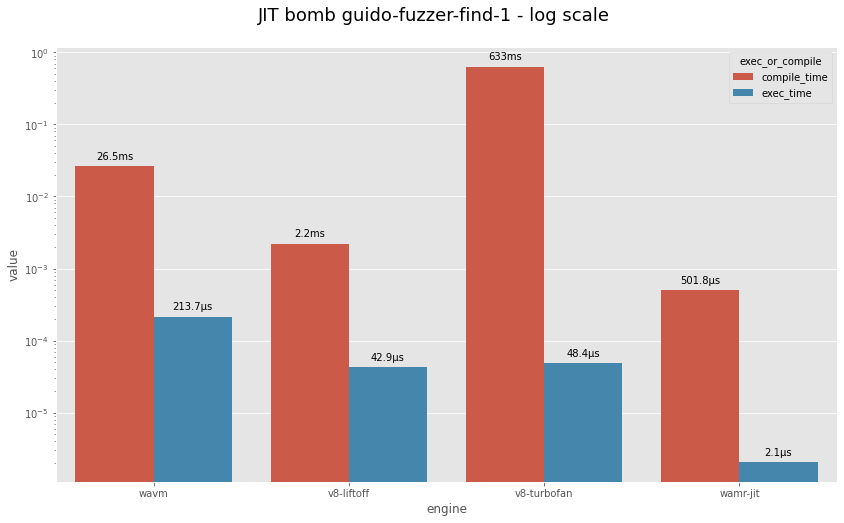 JIT bomb guido-fuzzer-find-1 - log scale
exec_or_compile
compile_time
exec_time
value
10⁰
10⁻¹
10⁻²
10⁻³
10⁻⁴
10⁻⁵
26.5ms
213.7µs
2.2ms
42.9µs
633ms
48.4µs
501.8µs
2.1µs
wavm
v8-liftoff
v8-turbofan
wamr-jit
engine